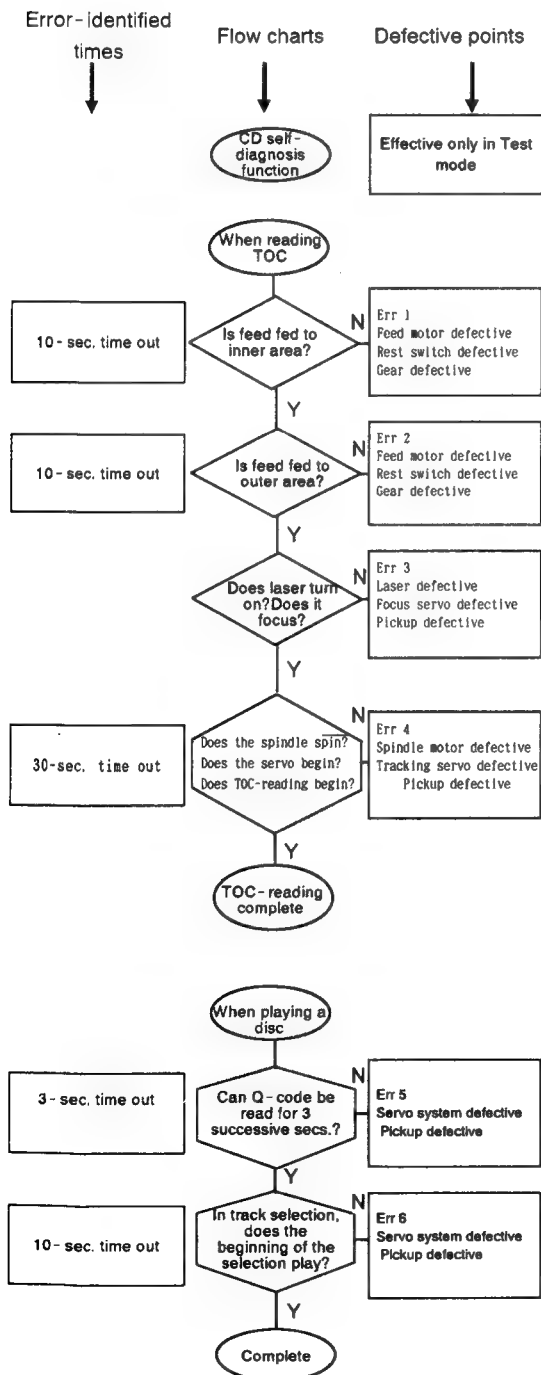 Error-identified
times
Flow charts
Defective points
CD self-
diagnosis
function
Effective only in Test
mode
When reading
TOC
10-sec. time out
Is feed fed to
inner area?
N
Err 1
Feed motor defective
Rest switch defective
Gear defective
Y
10-sec. time out
Is feed fed to
outer area?
N
Err 2
Feed motor defective
Rest switch defective
Gear defective
Y
Does laser turn
on?Does it
focus?
N
Err 3
Laser defective
Focus servo defective
Pickup defective
Y
30-sec. time out
Does the spindle spin?
Does the servo begin?
Does TOC-reading begin?
N
Err 4
Spindle motor defective
Tracking servo defective
Pickup defective
Y
TOC-reading
complete
When playing a
disc
3-sec. time out
Can Q-code be
read for 3
successive secs.?
N
Err 5
Servo system defective
Pickup defective
Y
10-sec. time out
In track selection,
does the
beginning of the
selection play?
N
Err 6
Servo system defective
Pickup defective
Y
Complete